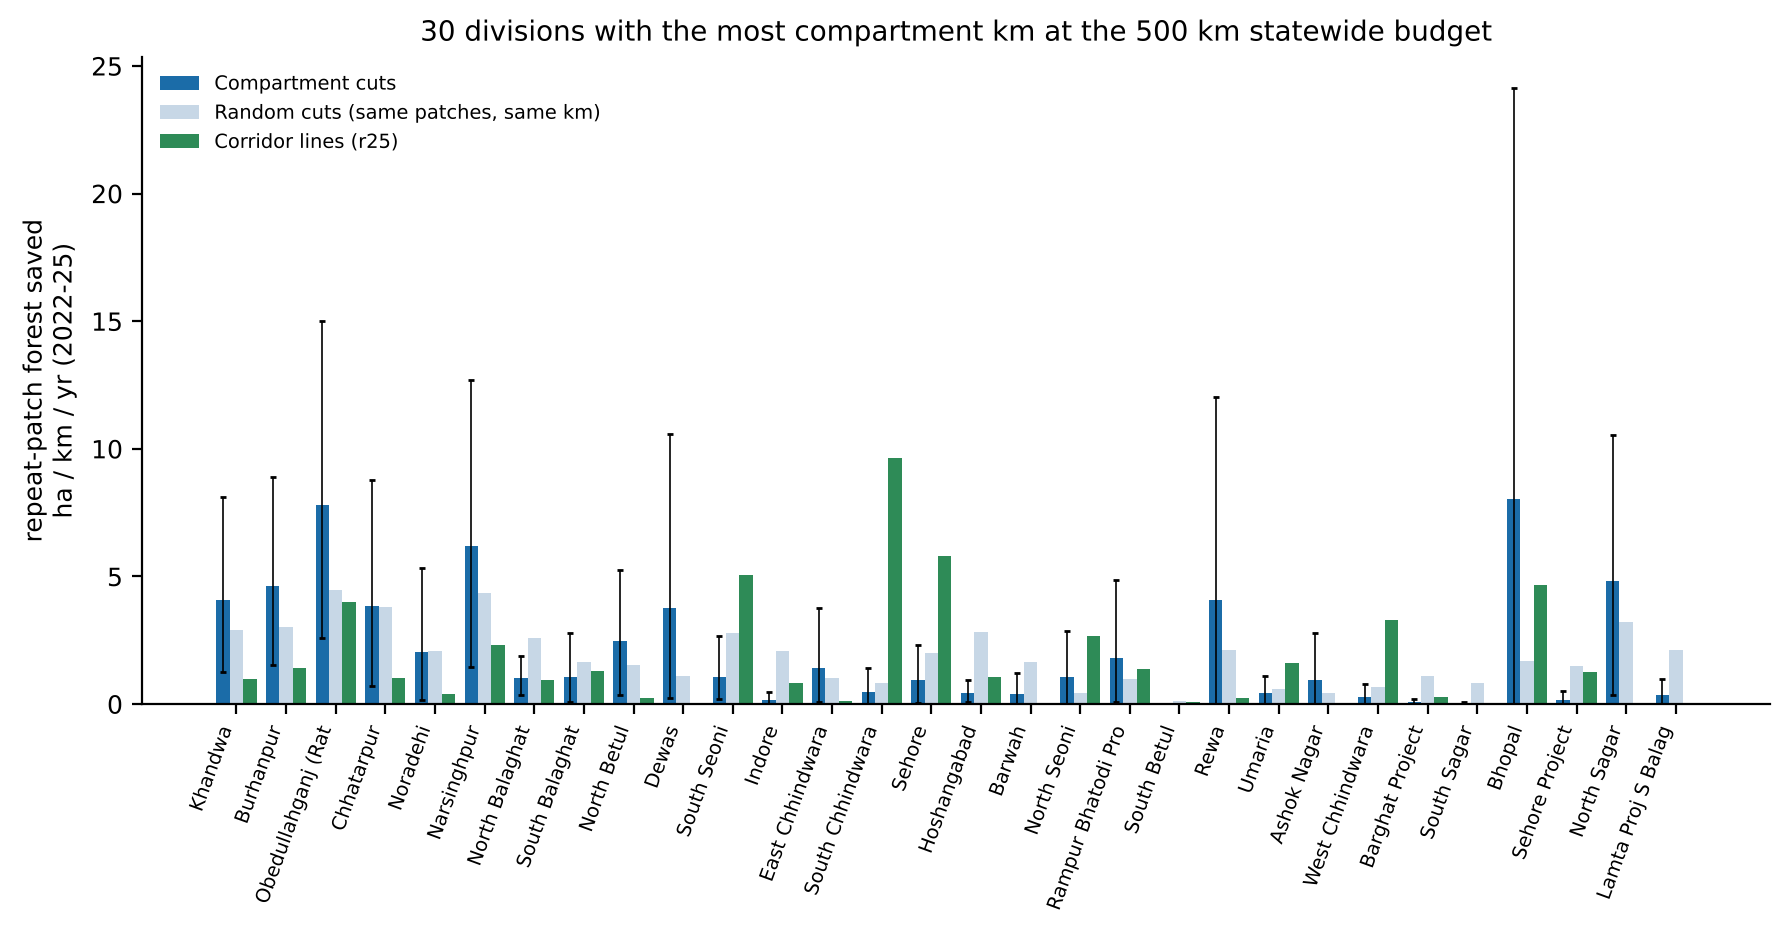 30 divisions with the most compartment km at the 500 km statewide budget
Compartment cuts
Random cuts (same patches, same km)
Corridor lines (r25)
repeat-patch forest saved
ha / km / yr (2022-25)
25
20
15
10
5
0
Khandwa
Burhanpur
Obedullahganj (Rat
Chhatarpur
Noradehi
Narsinghpur
North Balaghat
South Balaghat
North Betul
Dewas
South Seoni
Indore
East Chhindwara
South Chhindwara
Sehore
Hoshangabad
Barwah
North Seoni
Rampur Bhatodi Pro
South Betul
Rewa
Umaria
Ashok Nagar
West Chhindwara
Barghat Project
South Sagar
Bhopal
Sehore Project
North Sagar
Lamta Proj S Balag